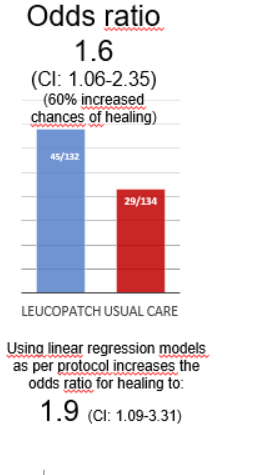 Odds ratio
1.6
(CI: 1.06-2.35)
(60% increased
chances of healing)
45/132
29/134
LEUCOPATCH USUAL CARE
Using linear regression models
as per protocol increases the
odds ratio for healing to:
1.9 (CI: 1.09-3.31)